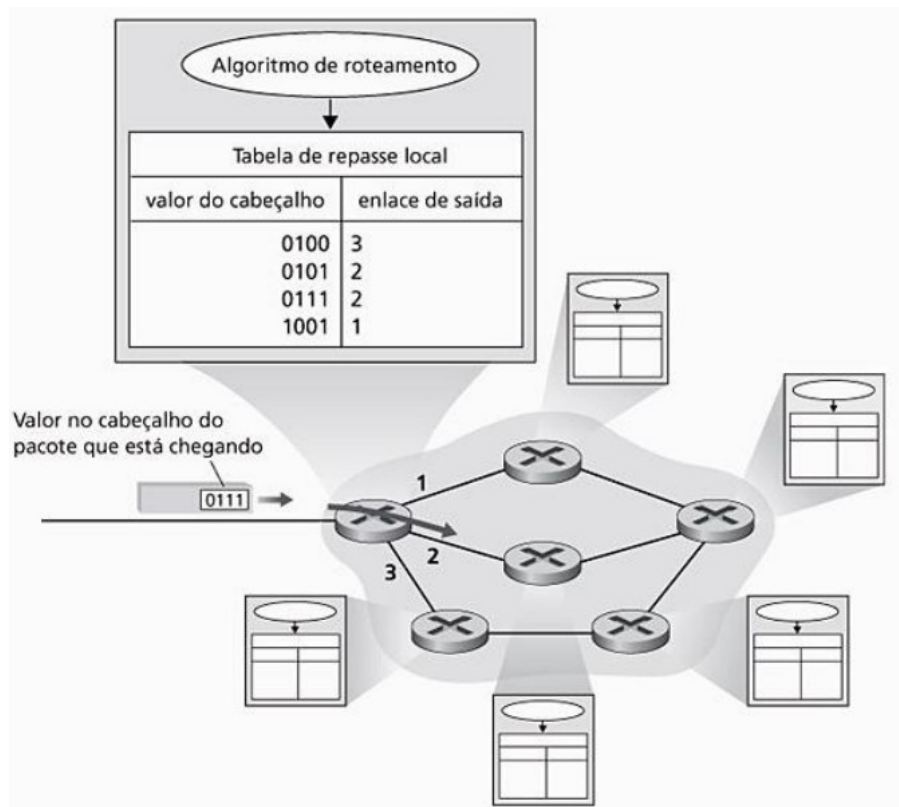 Algoritmo de roteamento
Tabela de repasse local
valor do cabeçalho enlace de saída
0100 3
0101 2
0111 2
1001 1
Valor no cabeçalho do
pacote que está chegando
0111
1
2
3